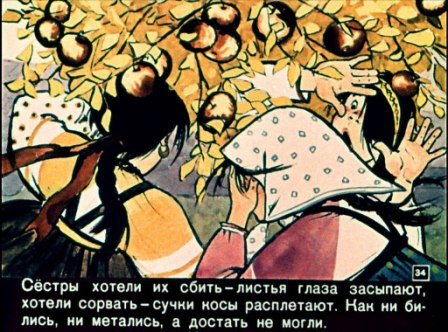 34
Сёстры хотели их сбить – листья глаза засыпают,
хотели сорвать – сучки косы расплетают. Как ни би-
лись, ни метались, а достать не могли.